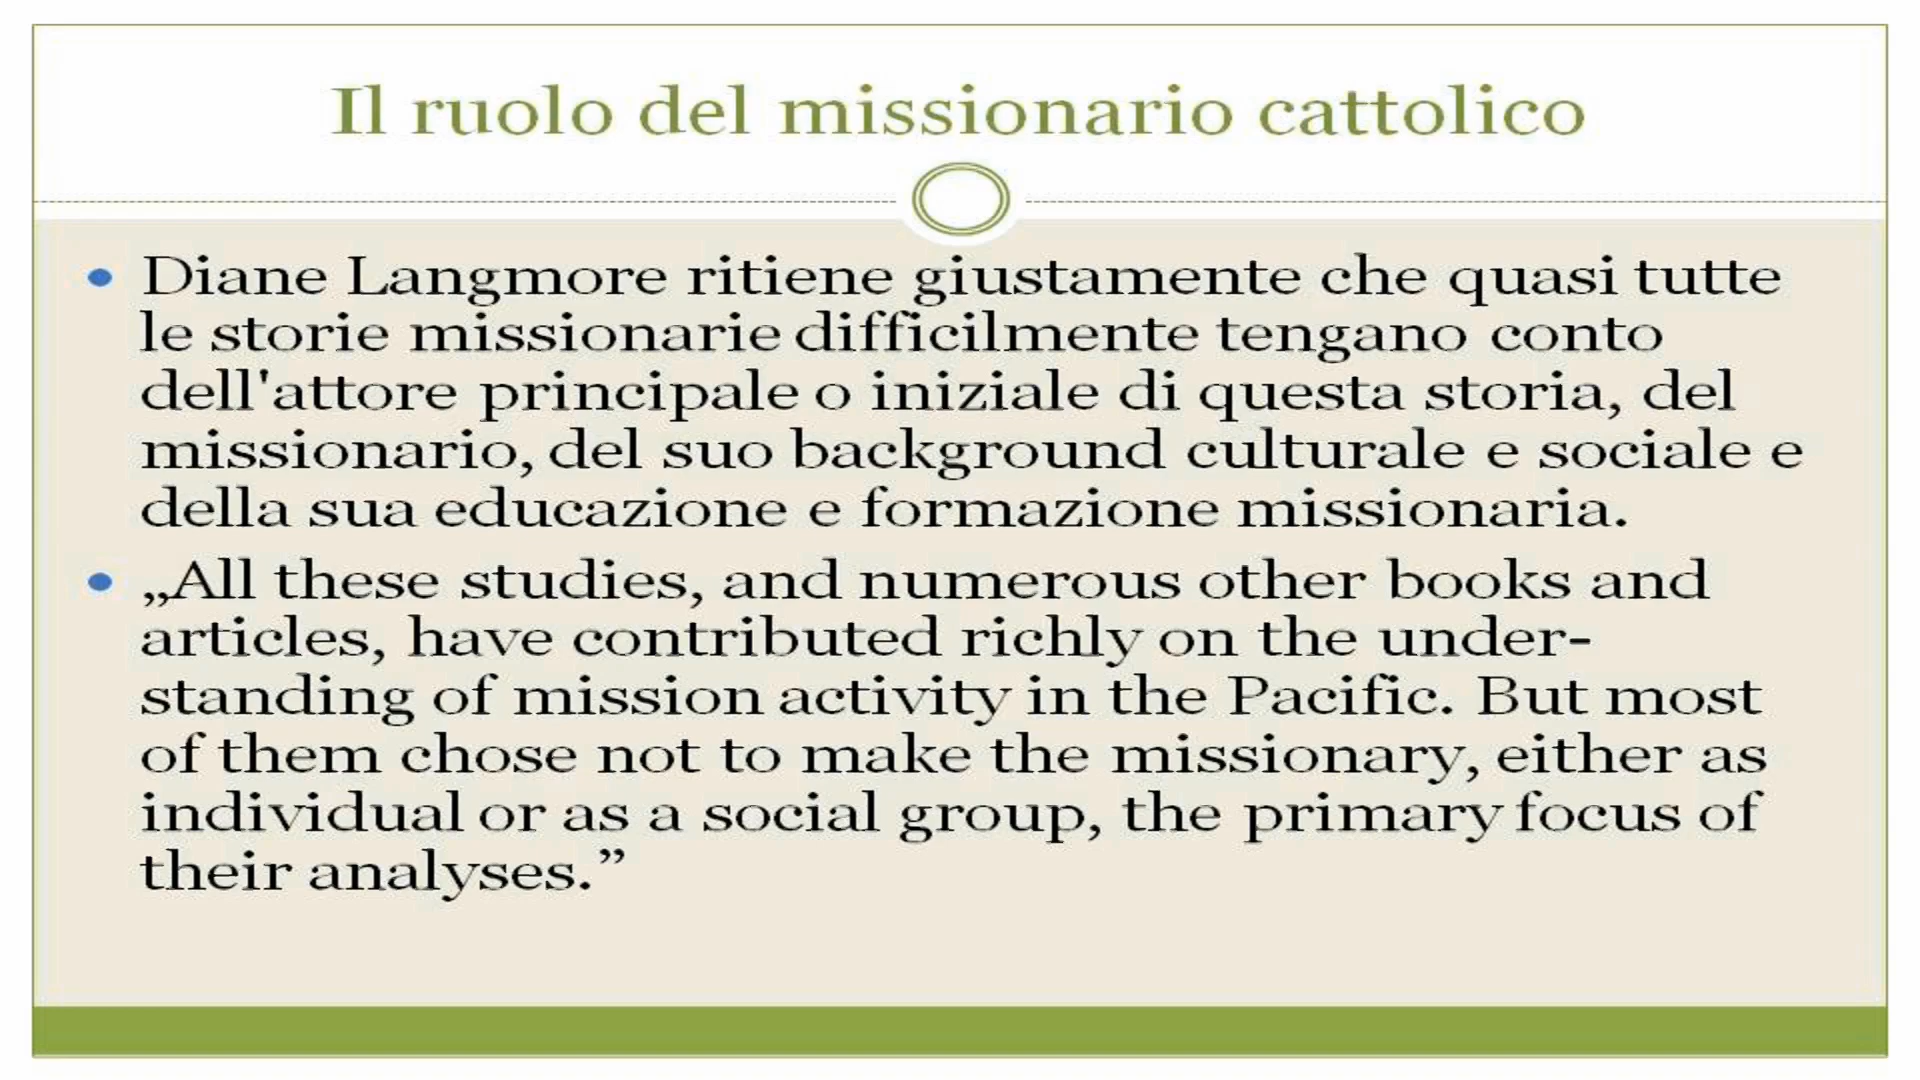 Il ruolo del missionario cattolico
• Diane Langmore ritiene giustamente che quasi tutte
le storie missionarie difficilmente tengano conto
dell'attore principale o iniziale di questa storia, del
missionario, del suo background culturale e sociale e
della sua educazione e formazione missionaria.
• „All these studies, and numerous other books and
articles, have contributed richly on the under-
standing of mission activity in the Pacific. But most
of them chose not to make the missionary, either as
individual or as a social group, the primary focus of
their analyses.”